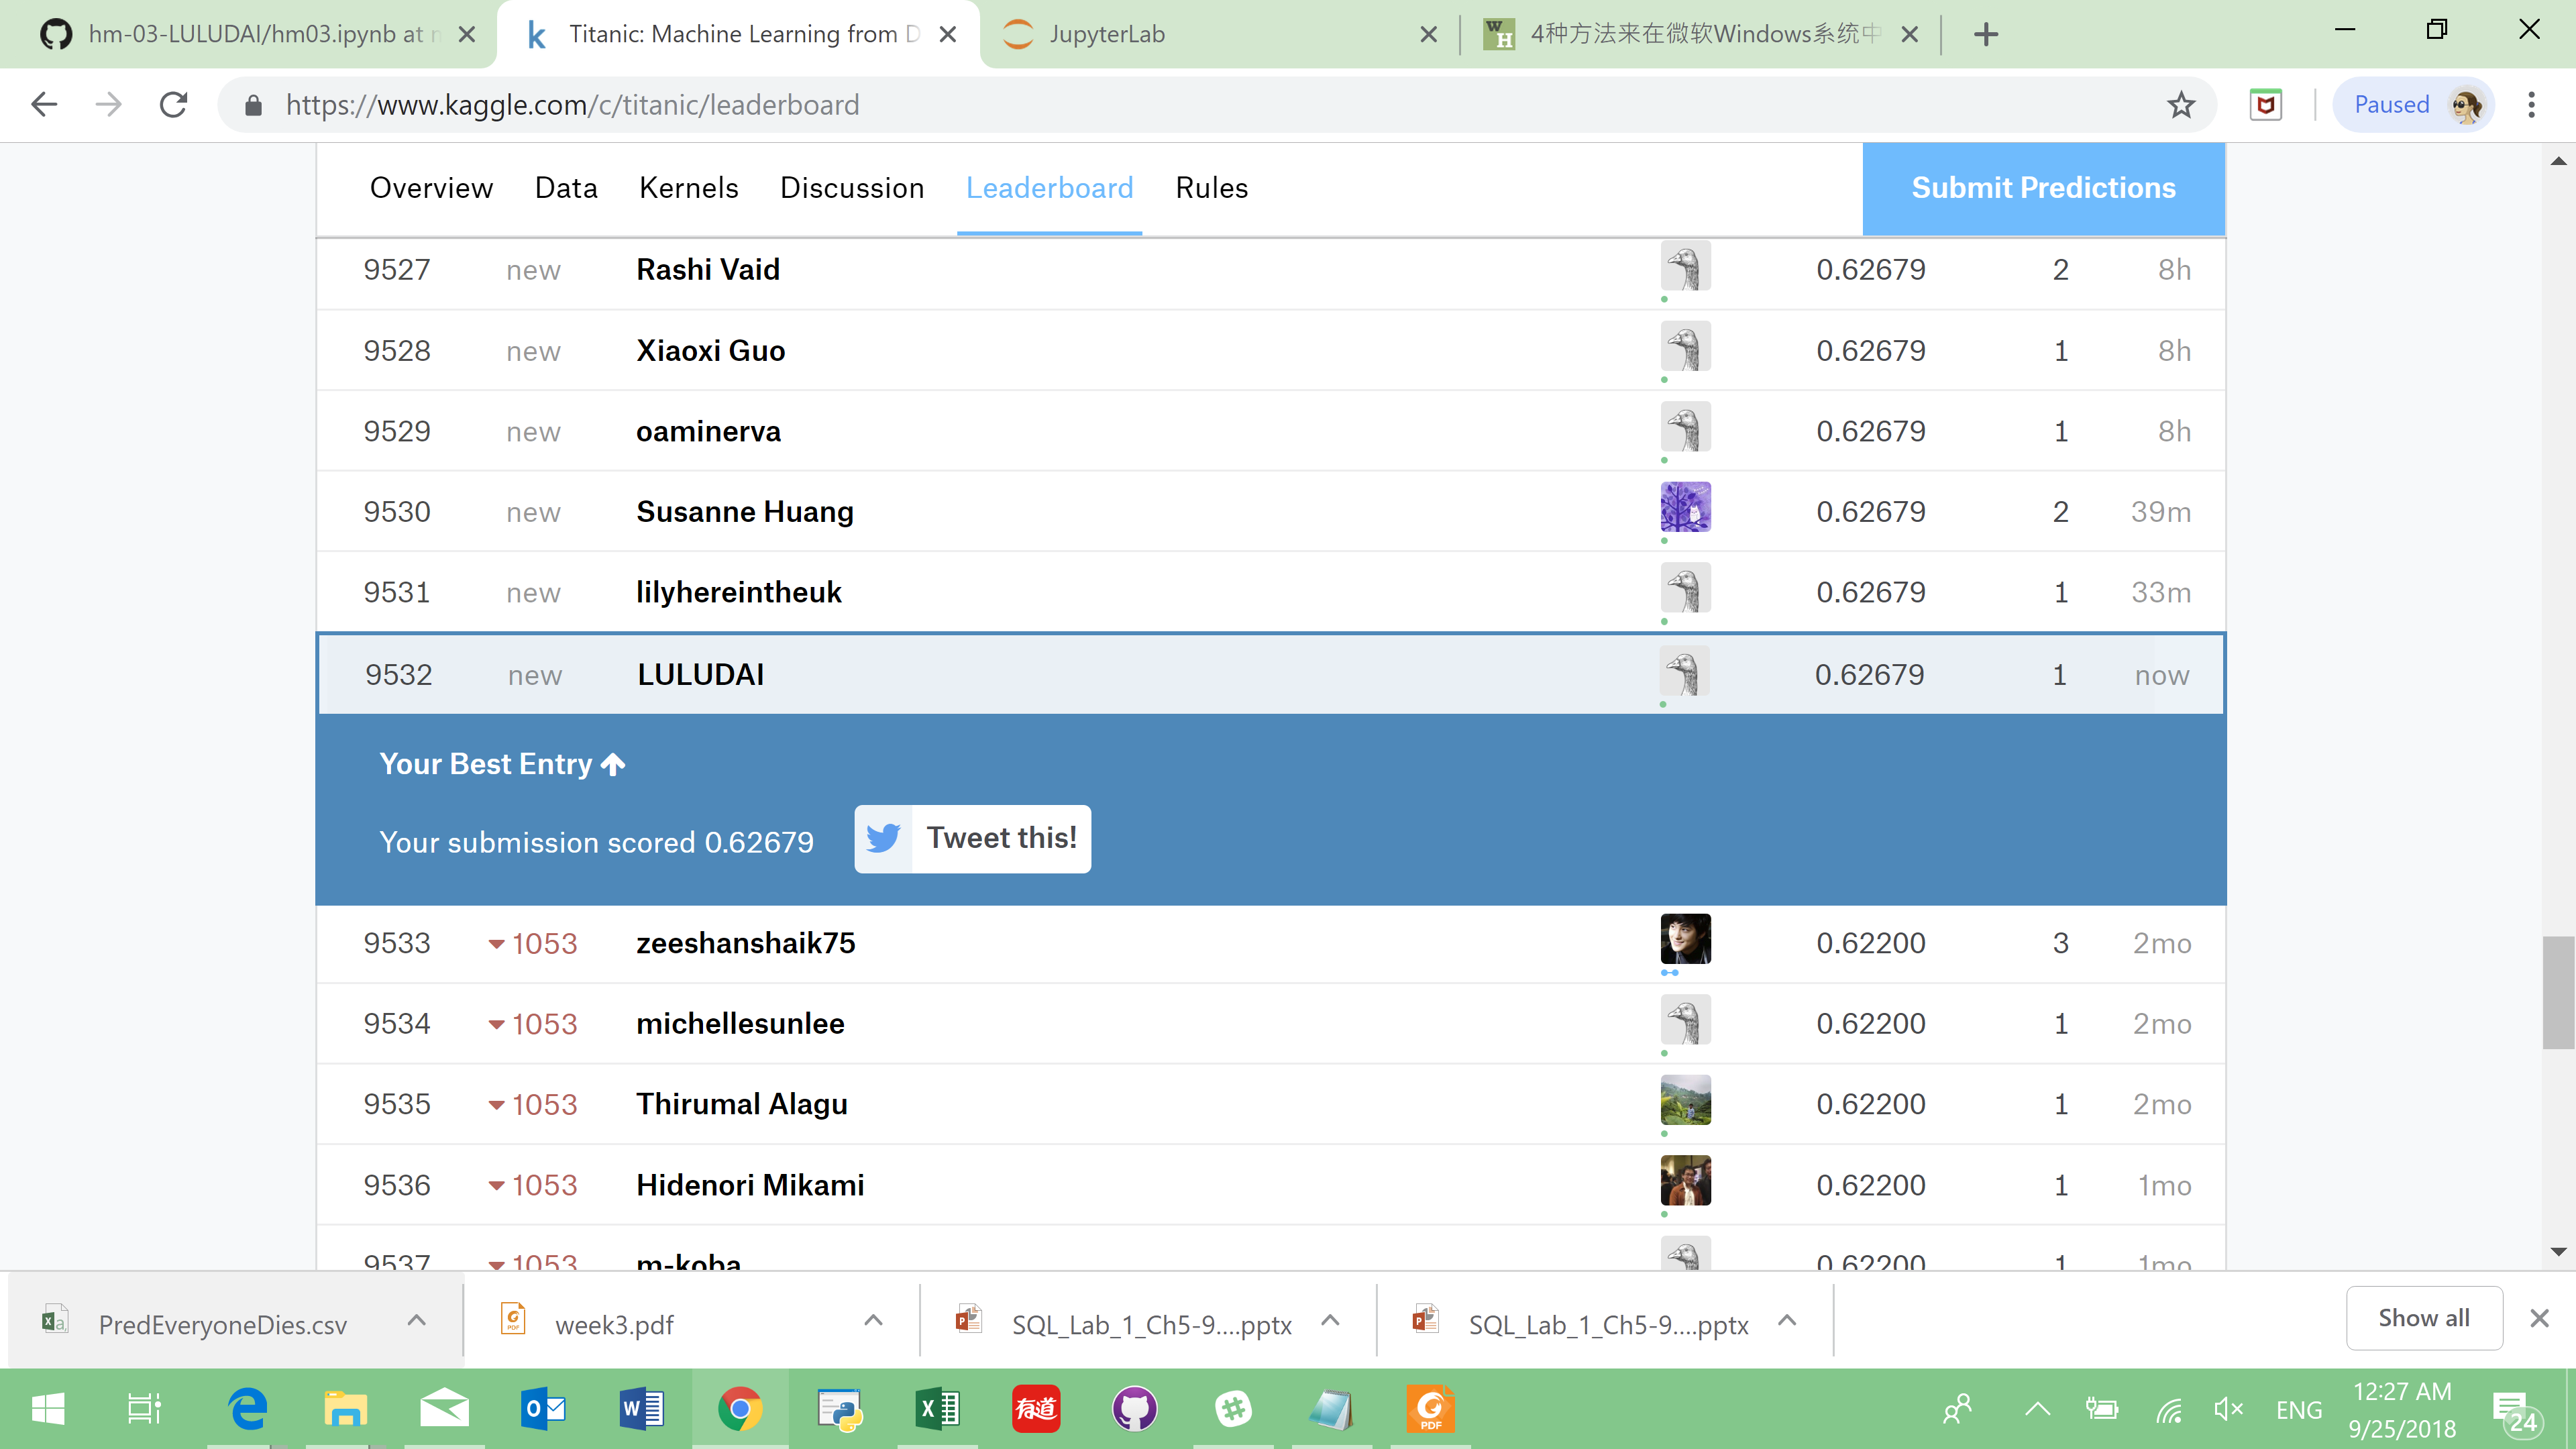 hm-03-LULUDAI/hm03.ipynb at
Titanic: Machine Learning from D
JupyterLab
4种方法来在微软Windows系统中
https://www.kaggle.com/c/titanic/leaderboard
Paused
Overview Data Kernels Discussion Leaderboard Rules Submit Predictions
9527 new Rashi Vaid 0.62679 2 8h
9528 new Xiaoxi Guo 0.62679 1 8h
9529 new oaminerva 0.62679 1 8h
9530 new Susanne Huang 0.62679 2 39m
9531 new lilyhereintheuk 0.62679 1 33m
9532 new LULUDAI 0.62679 1 now
Your Best Entry
Your submission scored 0.62679 Tweet this!
9533 1053 zeeshanshaik75 0.62200 3 2mo
9534 1053 michellesunlee 0.62200 1 2mo
9535 1053 Thirumal Alagu 0.62200 1 2mo
9536 1053 Hidenori Mikami 0.62200 1 1mo
9537 1053 m-koba 0.62200 1 1mo
PredEveryoneDies.csv
week3.pdf
SQL_Lab_1_Ch5-9....pptx
SQL_Lab_1_Ch5-9....pptx
Show all
有道
PDF
ENG
12:27 AM
9/25/2018
24